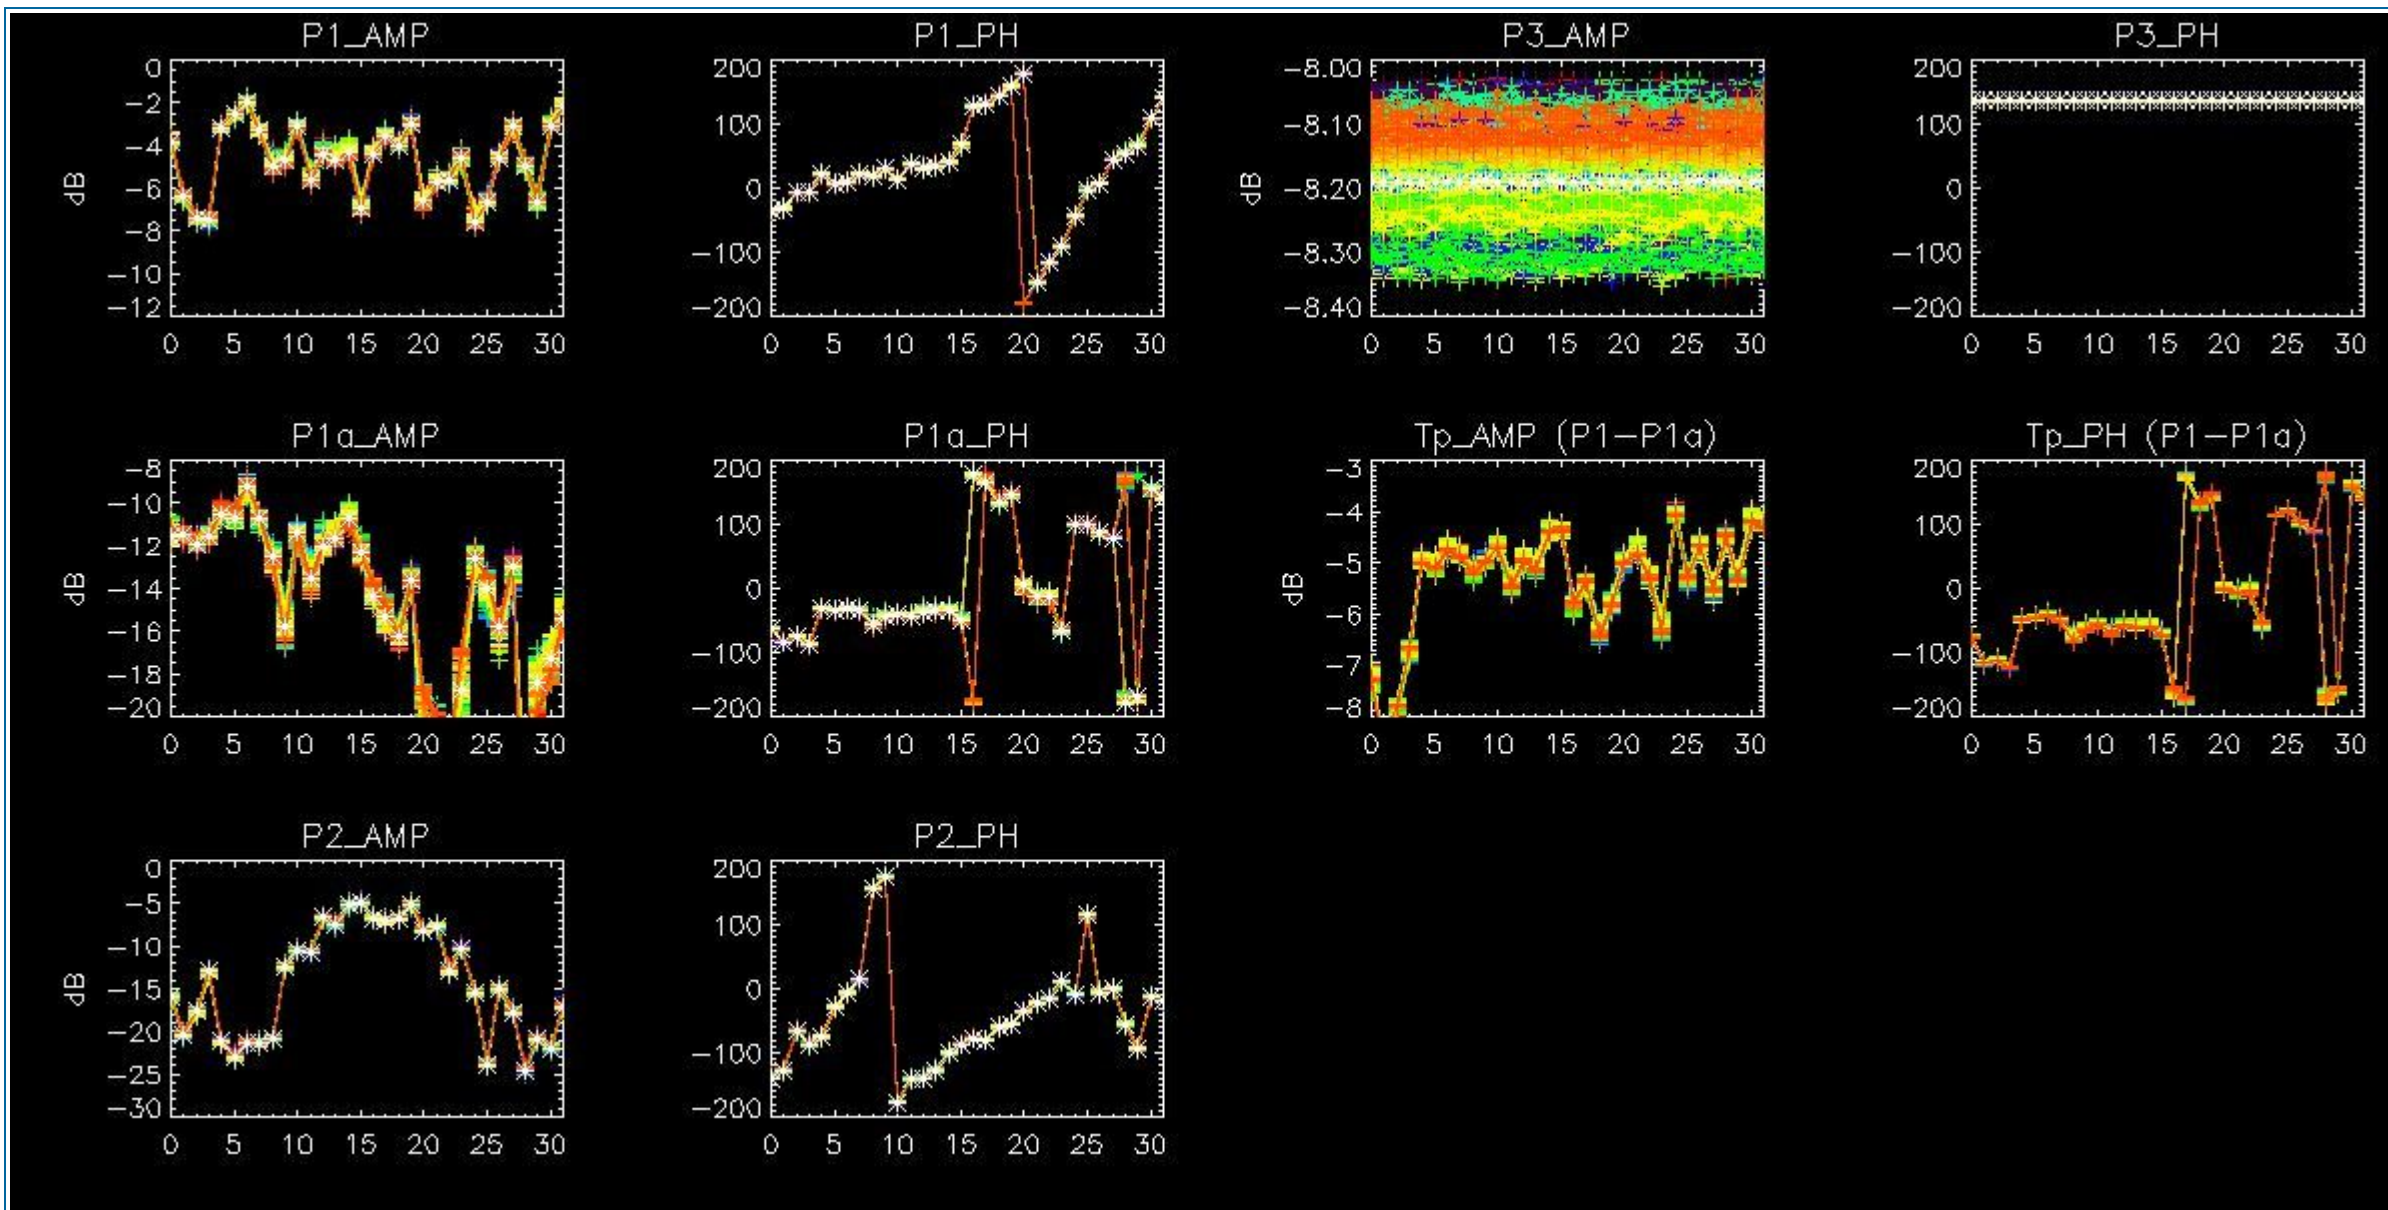 P1_AMP
0
−2
−4
−6
−8
−10
−12
dB
0 5 10 15 20 25 30
P1_PH
200
100
0
−100
−200
0 5 10 15 20 25 30
P3_AMP
−8.00
−8.10
−8.20
−8.30
−8.40
dB
0 5 10 15 20 25 30
P3_PH
200
100
0
−100
−200
0 5 10 15 20 25 30
P1a_AMP
−8
−10
−12
−14
−16
−18
−20
dB
0 5 10 15 20 25 30
P1a_PH
200
100
0
−100
−200
0 5 10 15 20 25 30
Tp_AMP (P1−P1a)
−3
−4
−5
−6
−7
−8
dB
0 5 10 15 20 25 30
Tp_PH (P1−P1a)
200
100
0
−100
−200
0 5 10 15 20 25 30
P2_AMP
0
−5
−10
−15
−20
−25
−30
dB
0 5 10 15 20 25 30
P2_PH
200
100
0
−100
−200
0 5 10 15 20 25 30